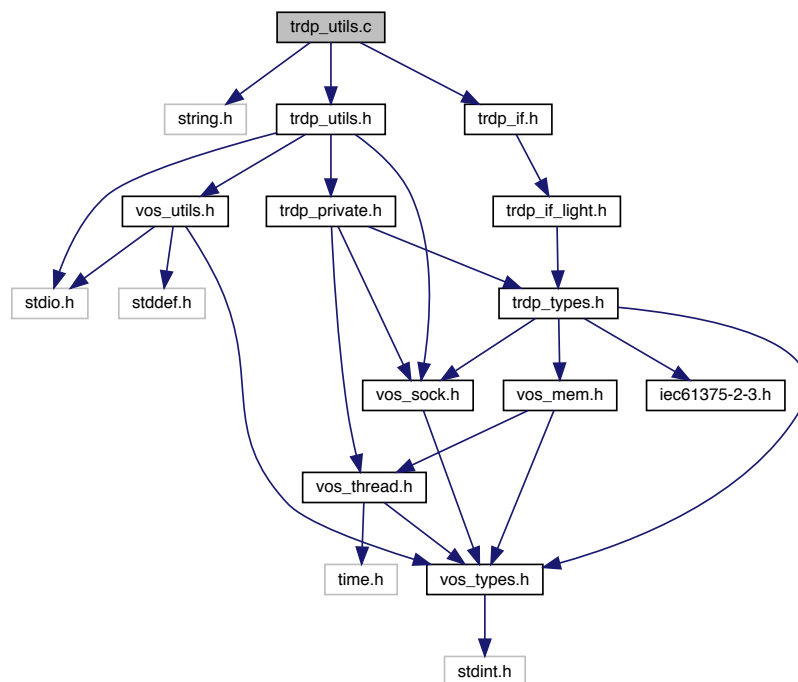 trdp_utils.c
string.h
trdp_utils.h
trdp_if.h
vos_utils.h
trdp_private.h
trdp_if_light.h
stdio.h
stddef.h
trdp_types.h
vos_sock.h
vos_mem.h
iec61375-2-3.h
vos_thread.h
time.h
vos_types.h
stdint.h